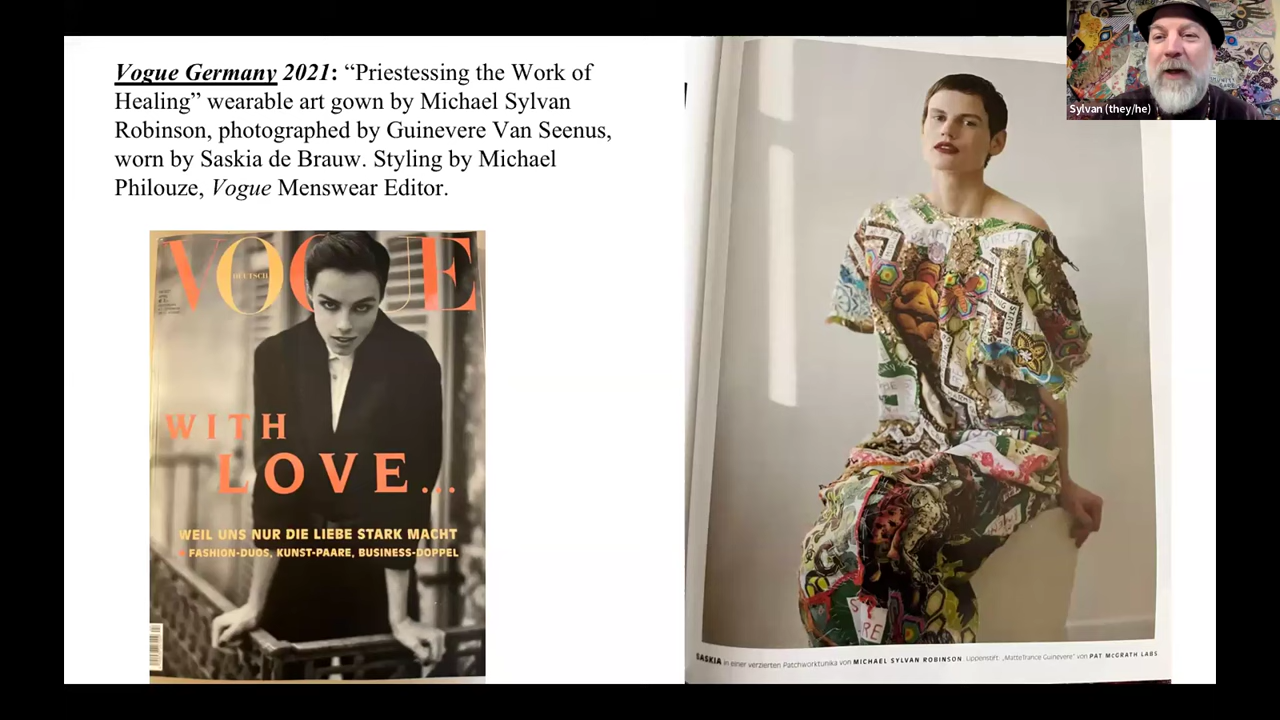 Vogue Germany 2021: “Priestessing the Work of
Healing” wearable art gown by Michael Sylvan
Robinson, photographed by Guinevere Van Seenus,
worn by Saskia de Brauw. Styling by Michael
Philouze, Vogue Menswear Editor.
VOGUE
DEUTSCH
WITH
LOVE...
WEIL UNS NUR DIE LIEBE STARK MACHT
FASHION-DUOS, KUNST-PAARE, BUSINESS-DOPPEL
STRESS
SASKIA in einer verzierten Patchworktunika von MICHAEL SYLVAN ROBINSON. Lippenstift: „MatteTrance Guinevere“ von PAT McGRATH LABS
Sylvan (they/he)